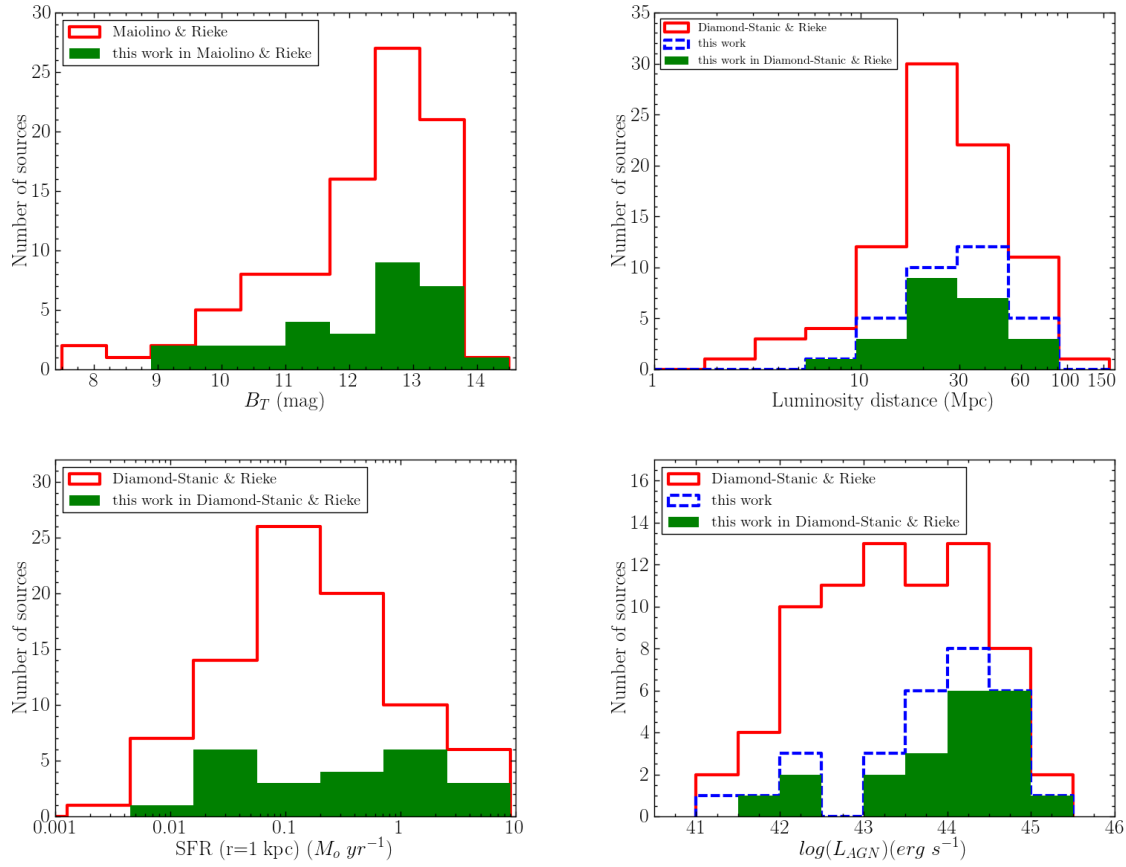 30
25
20
15
10
5
0
Number of sources
Maiolino & Rieke
this work in Maiolino & Rieke
8 9 10 11 12 13 14
B_T (mag)
35
30
25
20
15
10
5
0
Number of sources
Diamond-Stanic & Rieke
this work
this work in Diamond-Stanic & Rieke
1 10 30 60 100 150
Luminosity distance (Mpc)
30
25
20
15
10
5
0
Number of sources
Diamond-Stanic & Rieke
this work in Diamond-Stanic & Rieke
0.001 0.01 0.1 1 10
SFR (r=1 kpc) (M_o yr^{-1})
16
14
12
10
8
6
4
2
0
Number of sources
Diamond-Stanic & Rieke
this work
this work in Diamond-Stanic & Rieke
41 42 43 44 45 46
log(L_{AGN})(erg s^{-1})